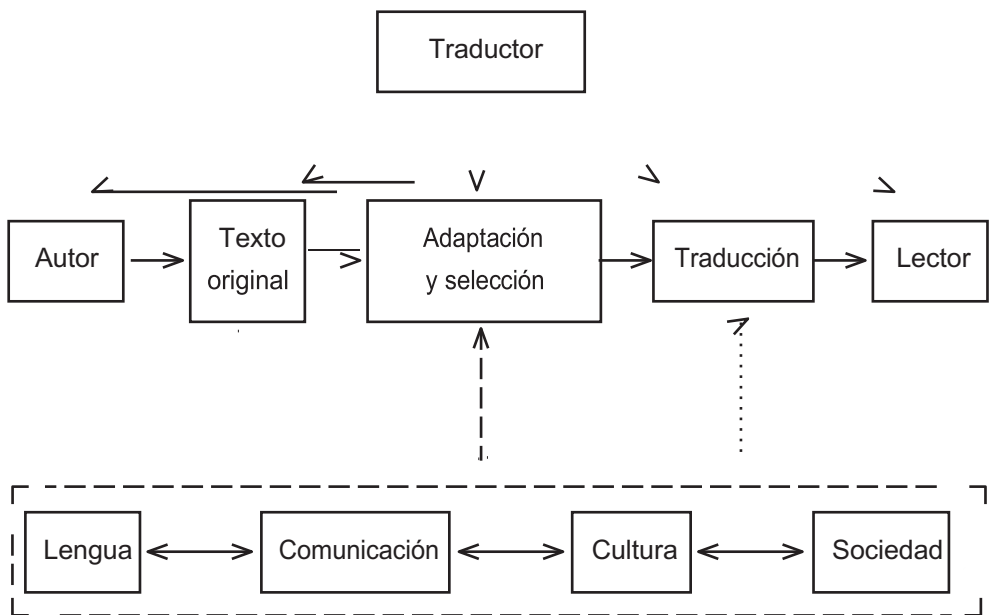 Traductor
Autor
Texto
original
Adaptación
y selección
Traducción
Lector
Lengua
Comunicación
Cultura
Sociedad